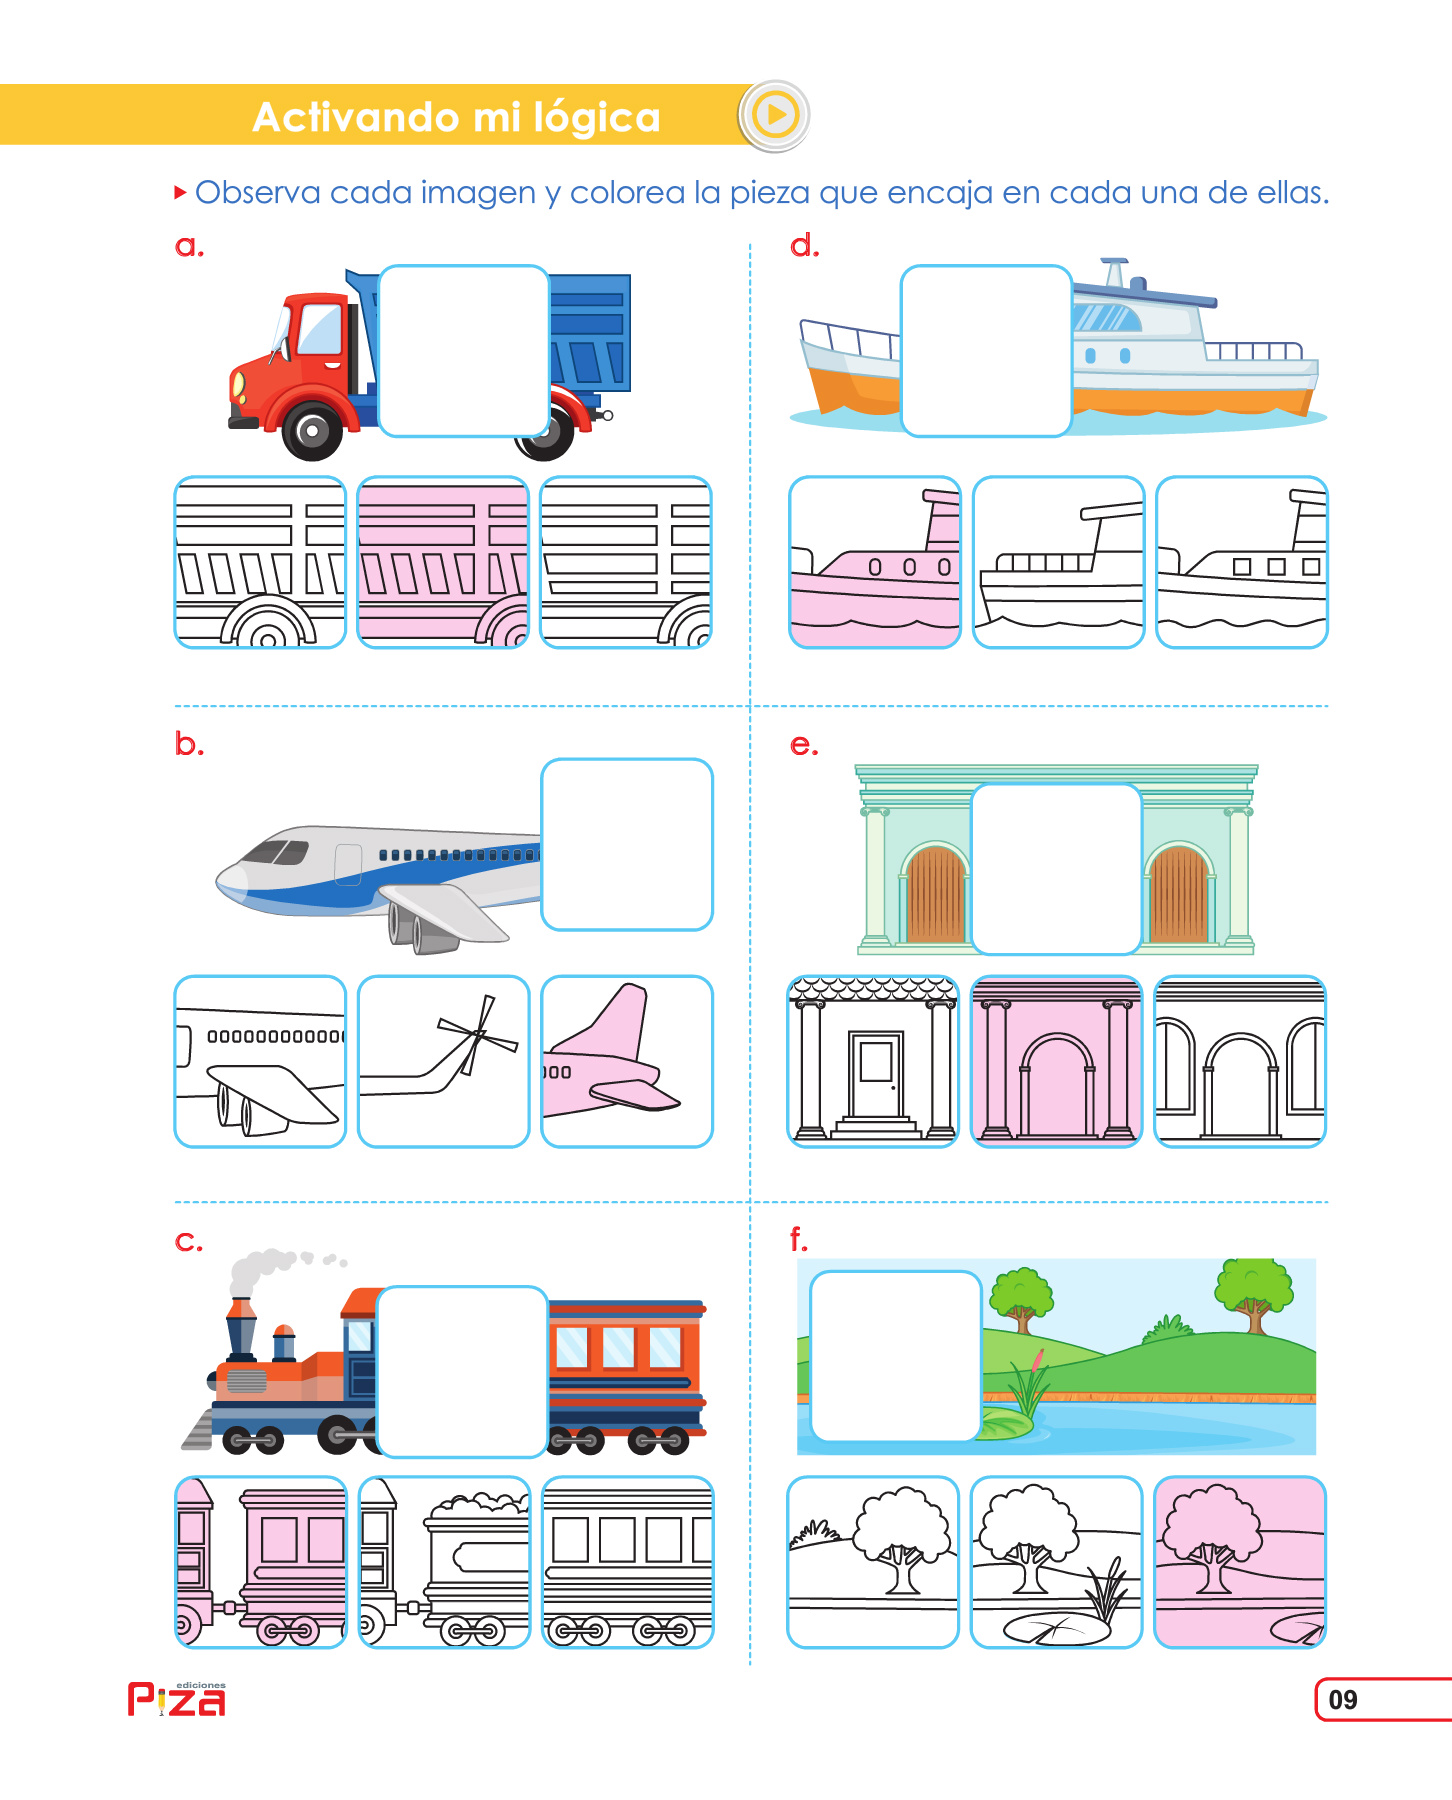 Activando mi lógica
Observa cada imagen y colorea la pieza que encaja en cada una de ellas.
a.
d.
b.
e.
c.
f.
ediciones
Piza
09